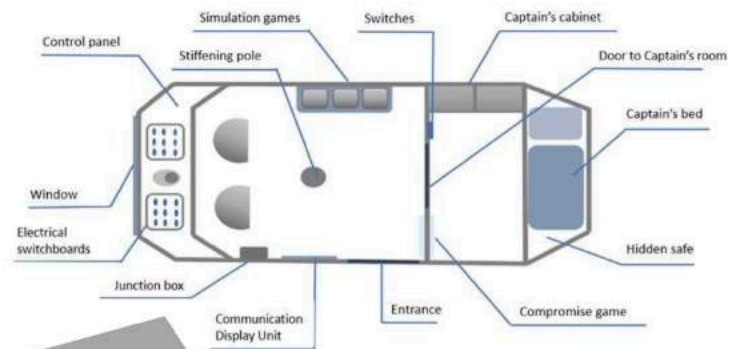 Simulation games
Switches
Captain's cabinet
Control panel
Stiffening pole
Door to Captain's room
Captain's bed
Window
Electrical
switchboards
Hidden safe
Junction box
Entrance
Compromise game
Communication
Display Unit